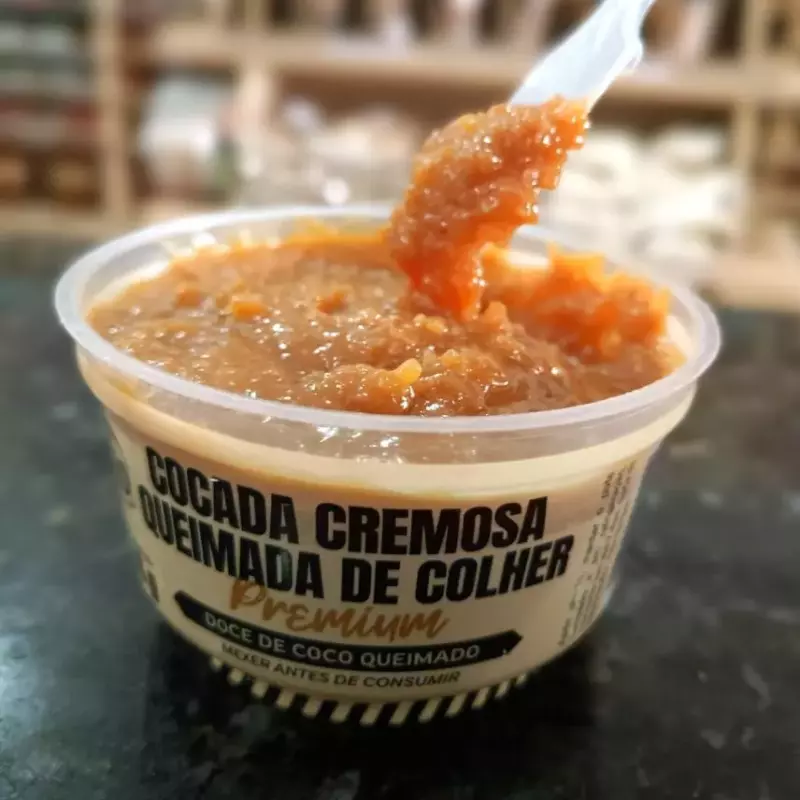 COCADA CREMOSA
QUEIMADA DE COLHER
Premium
DOCE DE COCO QUEIMADO
MEXER ANTES DE CONSUMIR